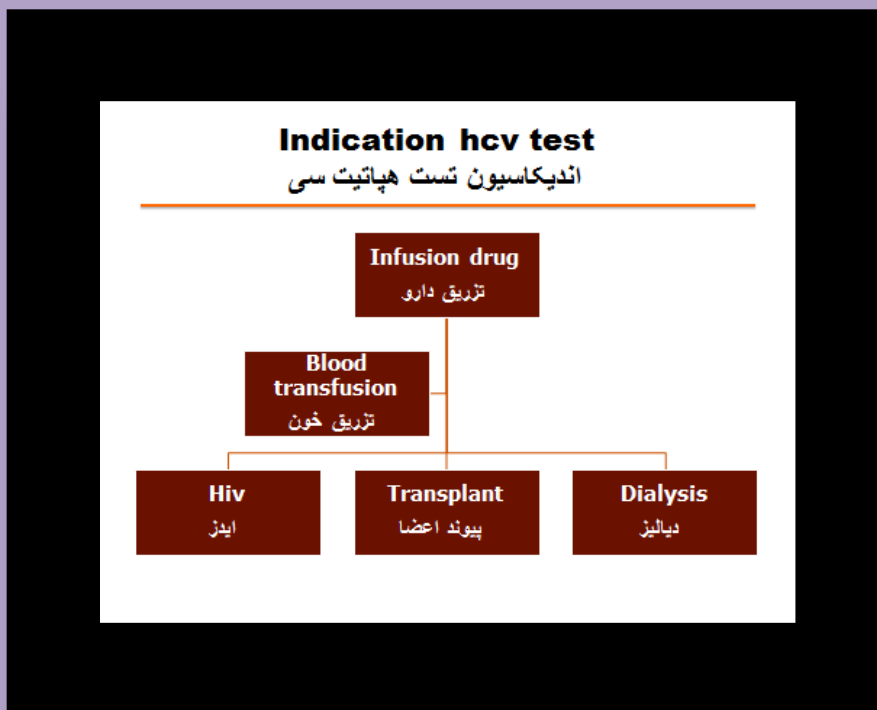 Indication hcv test
اندیکاسیون تست هپاتیت سی
Infusion drug
تزریق دارو
Blood
transfusion
تزریق خون
Hiv
ایدز
Transplant
پیوند اعضا
Dialysis
دیالیز